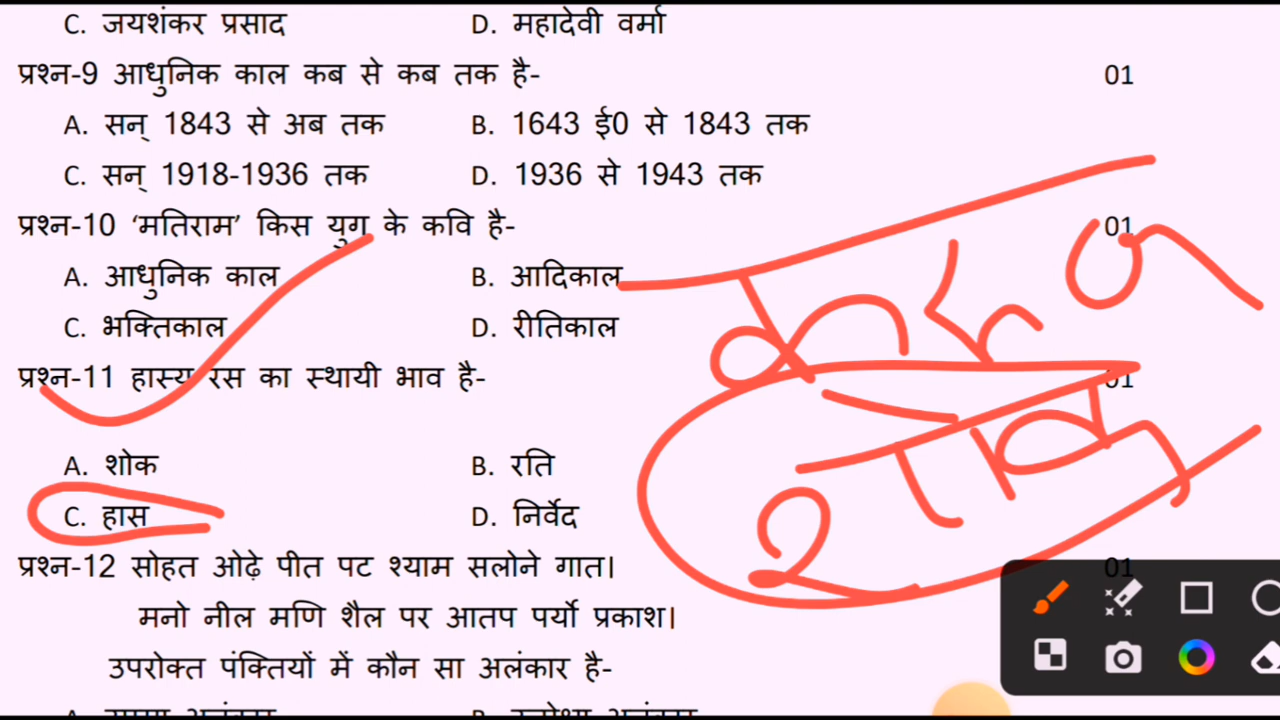 C. जयशंकर प्रसाद D. महादेवी वर्मा
प्रश्न-9 आधुनिक काल कब से कब तक है- 01
A. सन् 1843 से अब तक B. 1643 ई0 से 1843 तक
C. सन् 1918-1936 तक D. 1936 से 1943 तक
प्रश्न-10 ‘मतिराम’ किस युग के कवि है- 01
A. आधुनिक काल B. आदिकाल
C. भक्तिकाल D. रीतिकाल
प्रश्न-11 हास्य रस का स्थायी भाव है- 01
A. शोक B. रति
C. हास D. निर्वेद
प्रश्न-12 सोहत ओढ़े पीत पट श्याम सलोने गात। 01
मनो नील मणि शैल पर आतप पर्यो प्रकाश।
उपरोक्त पंक्तियों में कौन सा अलंकार है-